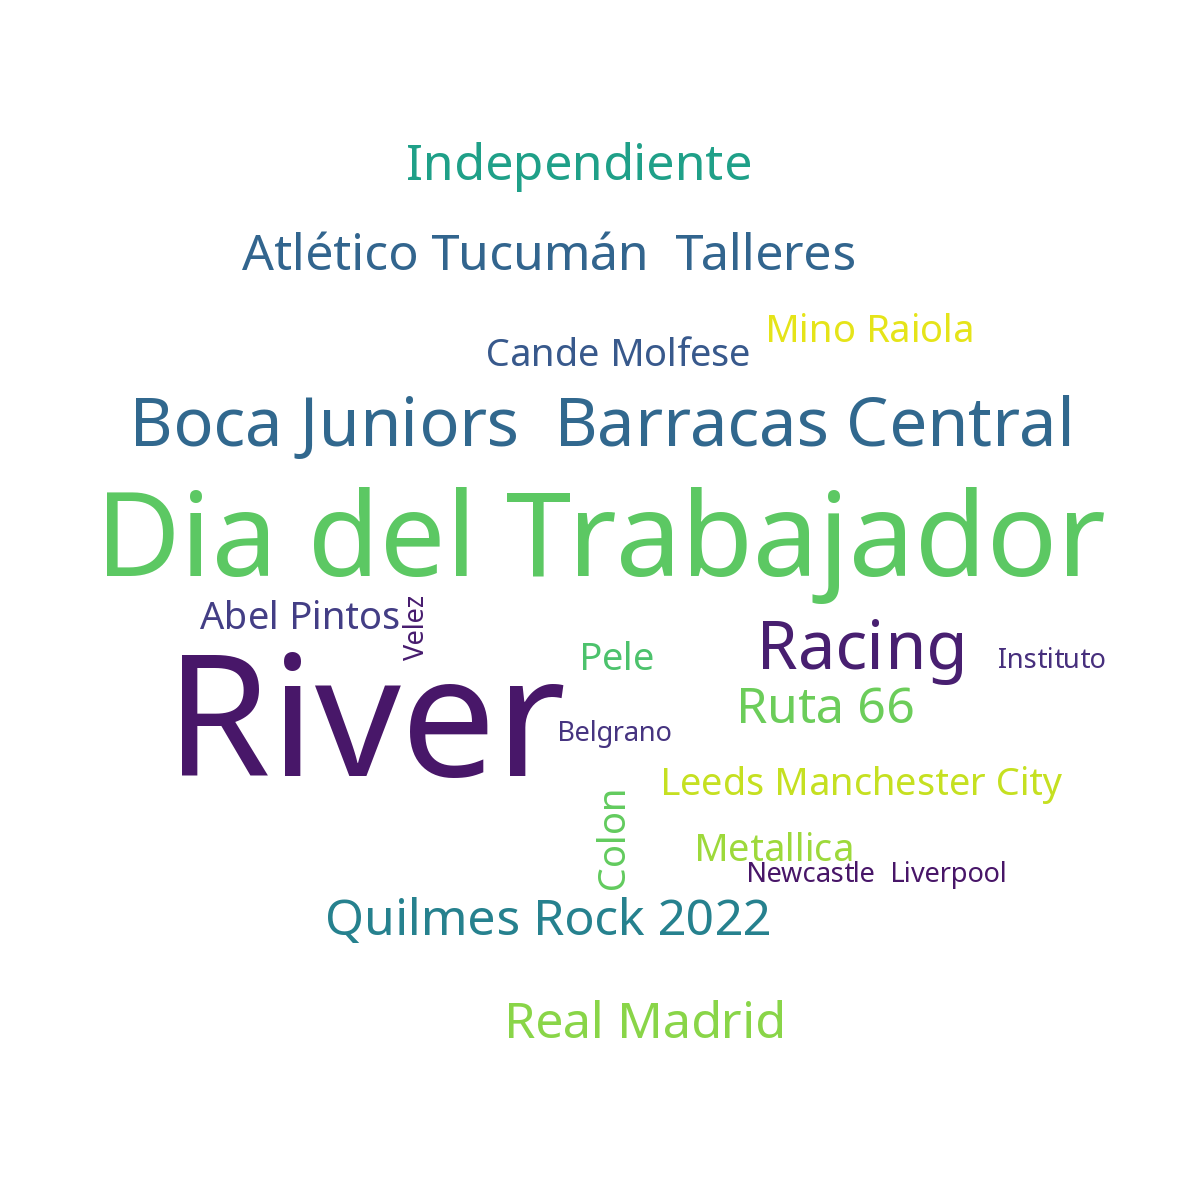 Independiente
Atlético Tucumán Talleres
Mino Raiola
Cande Molfese
Boca Juniors Barracas Central
Dia del Trabajador
Abel Pintos
Velez
River
Pele
Racing
Instituto
Ruta 66
Belgrano
Leeds Manchester City
Colon
Metallica
Newcastle Liverpool
Quilmes Rock 2022
Real Madrid